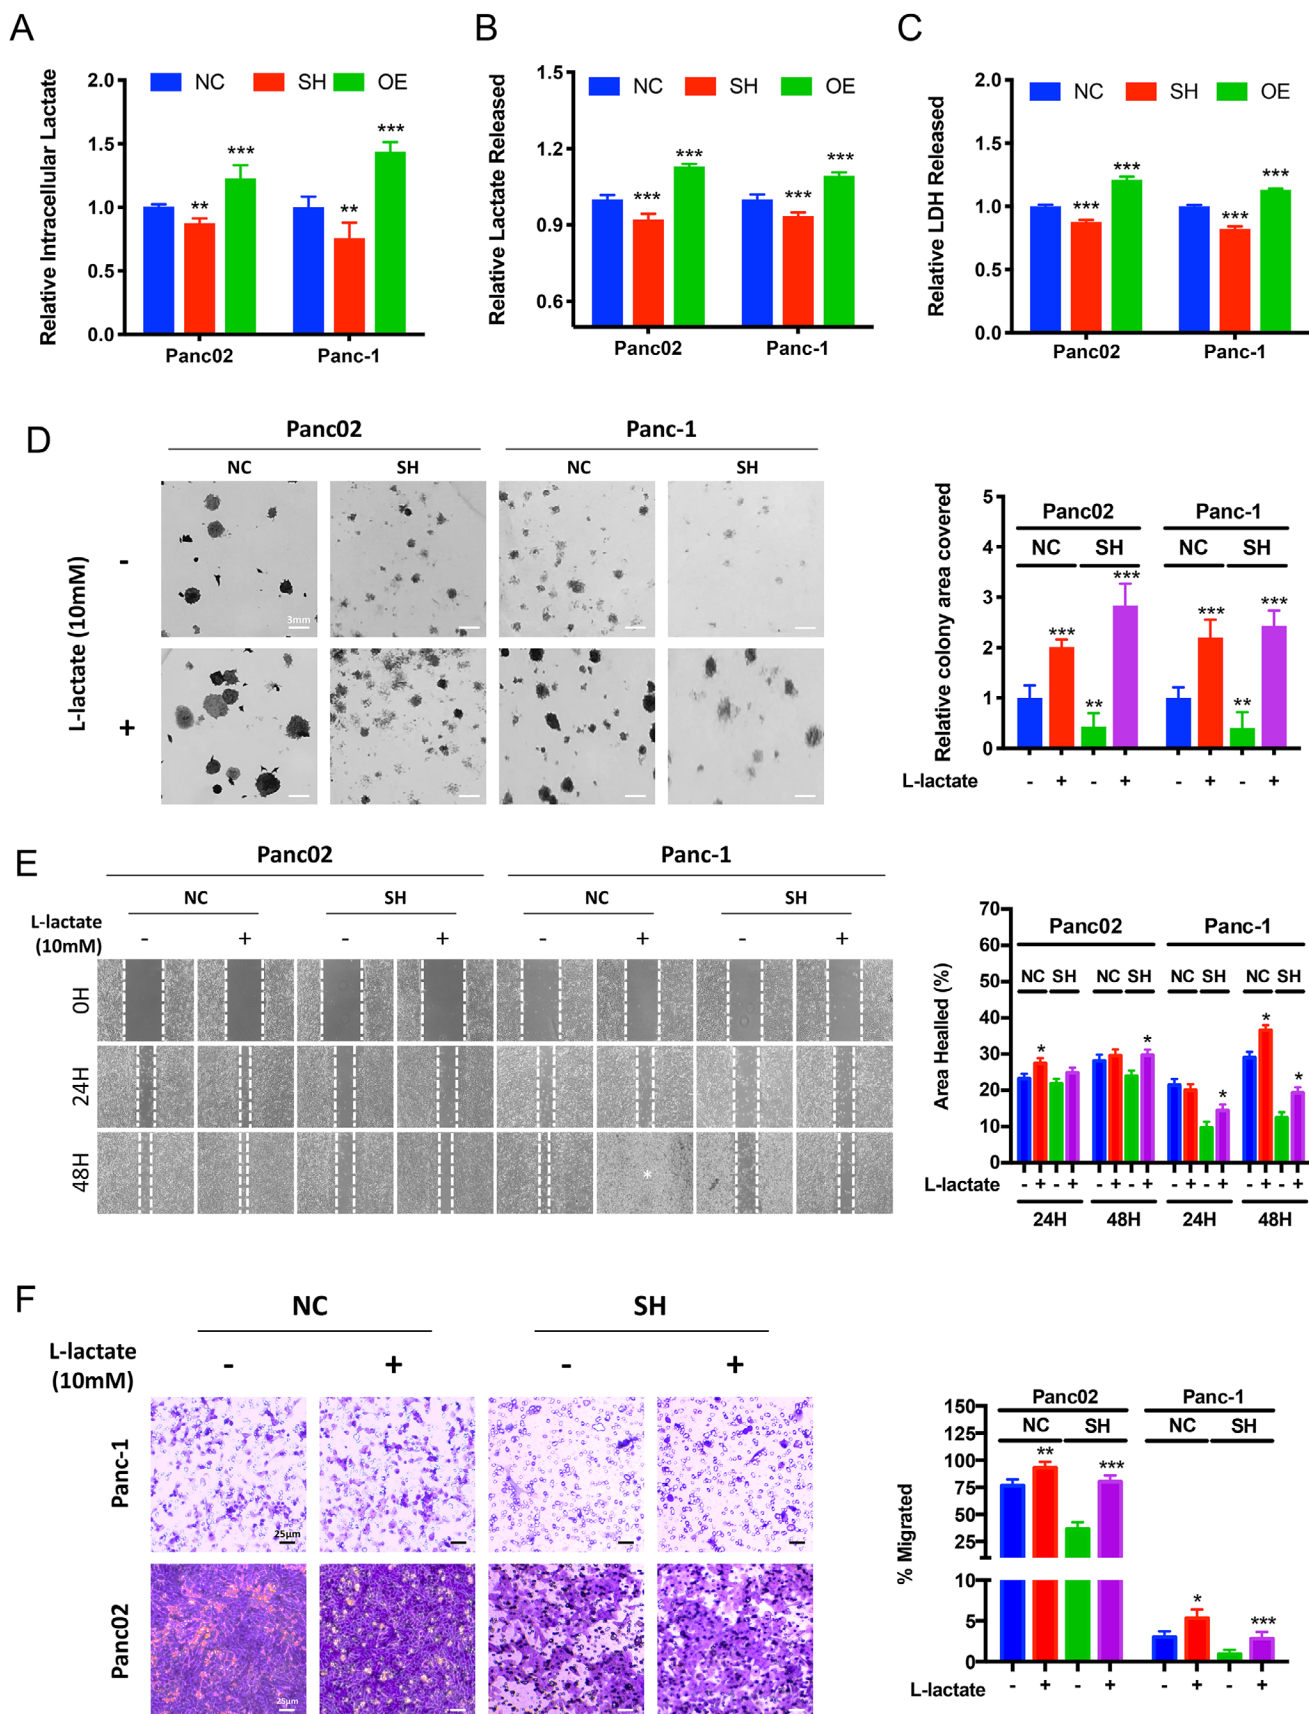 A
B
C
2.0
1.5
1.0
0.5
0.0
Relative Intracellular Lactate
NC SH OE
*** ***
** **
Panc02 Panc-1
1.5
1.2
0.9
0.6
Relative Lactate Released
NC SH OE
*** ***
*** ***
Panc02 Panc-1
2.0
1.5
1.0
0.5
0.0
Relative LDH Released
NC SH OE
*** ***
*** ***
Panc02 Panc-1
D
Panc02 Panc-1
NC SH NC SH
L-lactate (10mM)
-
+
3mm
5
4
3
2
1
0
Relative colony area covered
Panc02 Panc-1
NC SH NC SH
*** ** *** *** ** ***
L-lactate - + - + - + - +
E
Panc02 Panc-1
NC SH NC SH
L-lactate
(10mM) - + - + - + - +
0H
24H
48H
*
70
60
50
40
30
20
10
0
Area Healled (%)
Panc02 Panc-1
NC SH NC SH NC SH NC SH
* * * * *
L-lactate - + - + - + - + - + - + - + - +
24H 48H 24H 48H
F
NC SH
L-lactate
(10mM) - + - +
Panc-1
25μm
Panc02
25μm
150
100
75
50
25
10
5
0
% Migrated
Panc02 Panc-1
NC SH NC SH
** *** * ***
L-lactate - + - + - + - +